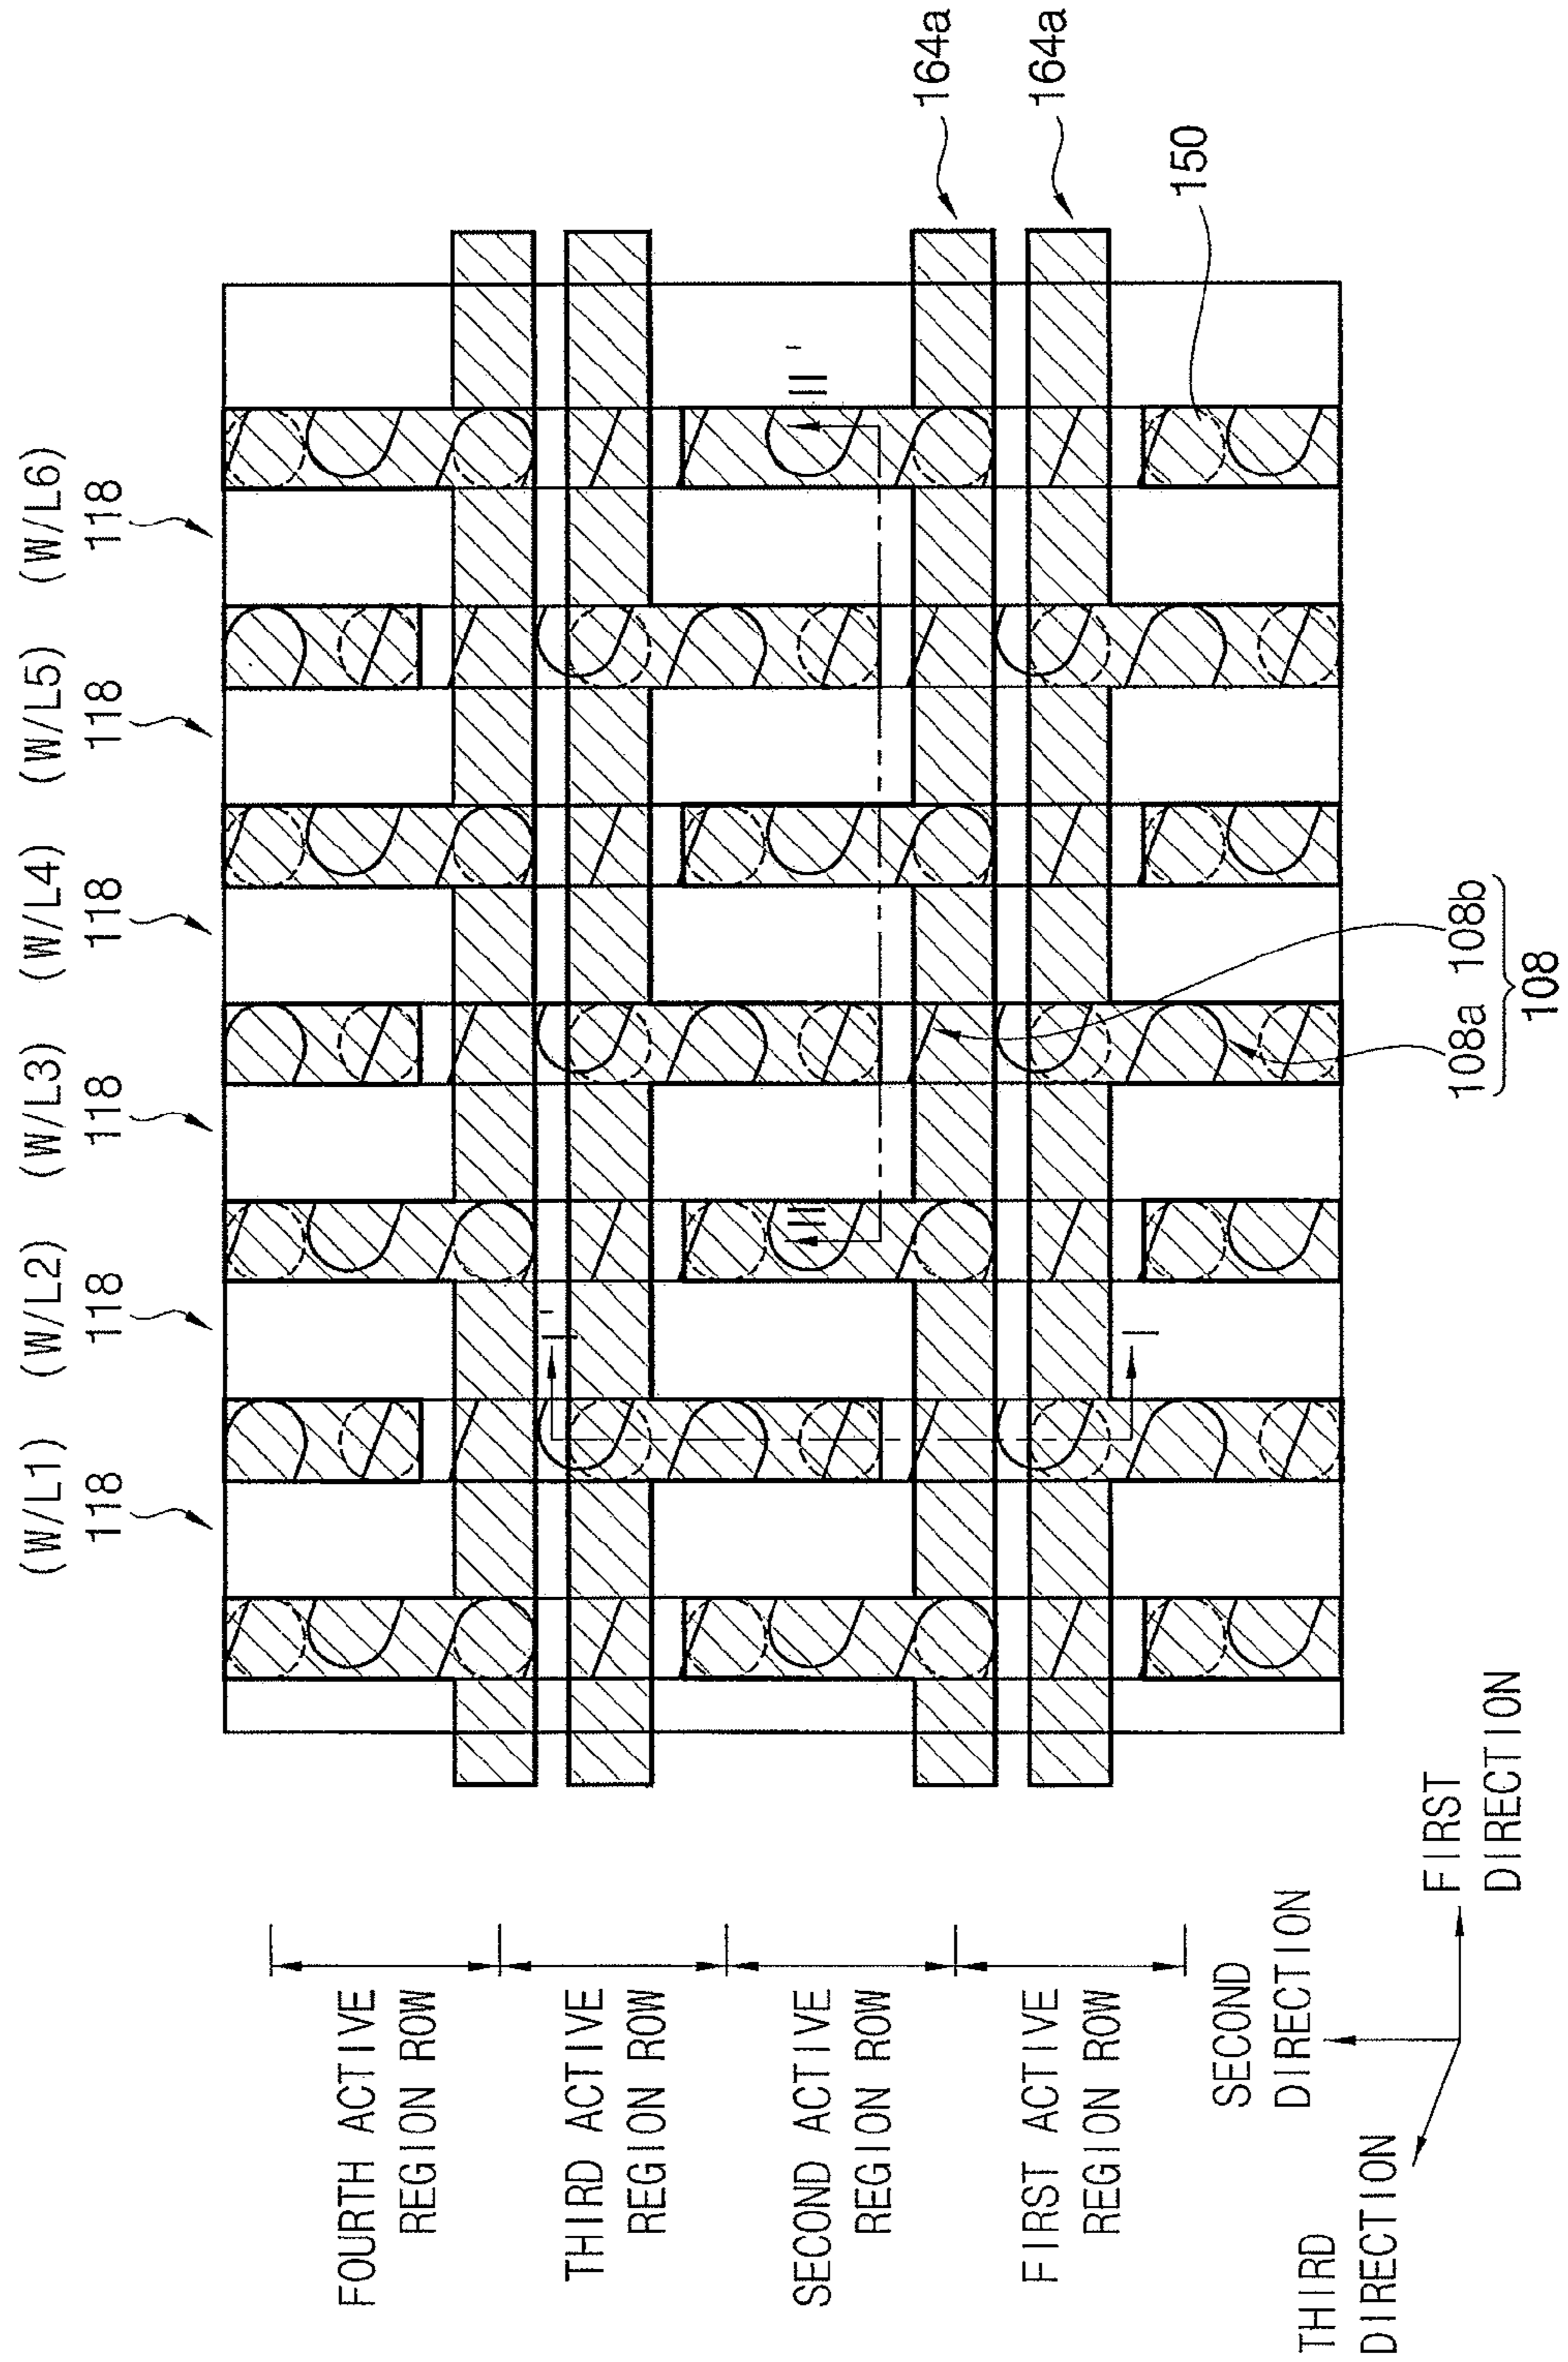 (W/L1) (W/L2) (W/L3) (W/L4) (W/L5) (W/L6)
118 118 118 118 118 118
164a
164a
150
II II'
I'
I
108a 108b
108
FOURTH ACTIVE
REGION ROW
THIRD ACTIVE
REGION ROW
SECOND ACTIVE
REGION ROW
FIRST ACTIVE
REGION ROW
SECOND
DIRECTION
THIRD
DIRECTION
FIRST
DIRECTION